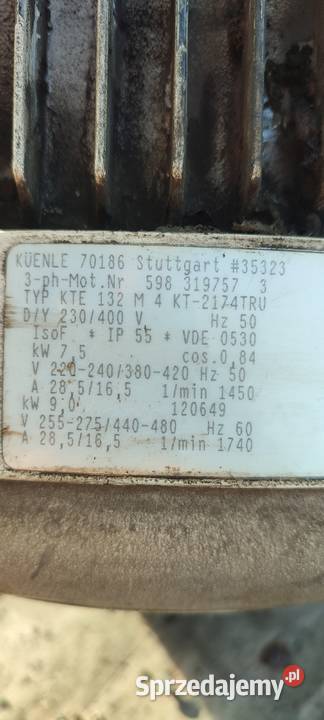 KÜENLE 70186 Stuttgart #35323
3-ph-Mot.Nr 598 319757 3
TYP KTE 132 M 4 KT-2174TRU
D/Y 230/400 V Hz 50
IsoF * IP 55 * VDE 0530
kW 7,5 cos.0,84
V 220-240/380-420 Hz 50
A 28,5/16,5 1/min 1450
kW 9,0 120649
V 255-275/440-480 Hz 60
A 28,5/16,5 1/min 1740
Sprzedajemy.pl